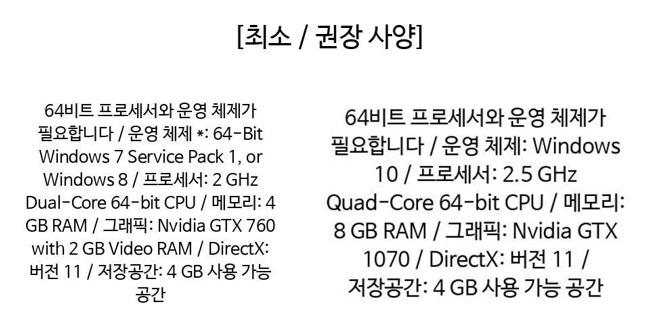 [최소 / 권장 사양]
64비트 프로세서와 운영 체제가
필요합니다 / 운영 체제 *: 64-Bit
Windows 7 Service Pack 1, or
Windows 8 / 프로세서: 2 GHz
Dual-Core 64-bit CPU / 메모리: 4
GB RAM / 그래픽: Nvidia GTX 760
with 2 GB Video RAM / DirectX:
버전 11 / 저장공간: 4 GB 사용 가능
공간
64비트 프로세서와 운영 체제가
필요합니다 / 운영 체제: Windows
10 / 프로세서: 2.5 GHz
Quad-Core 64-bit CPU / 메모리:
8 GB RAM / 그래픽: Nvidia GTX
1070 / DirectX: 버전 11 /
저장공간: 4 GB 사용 가능 공간